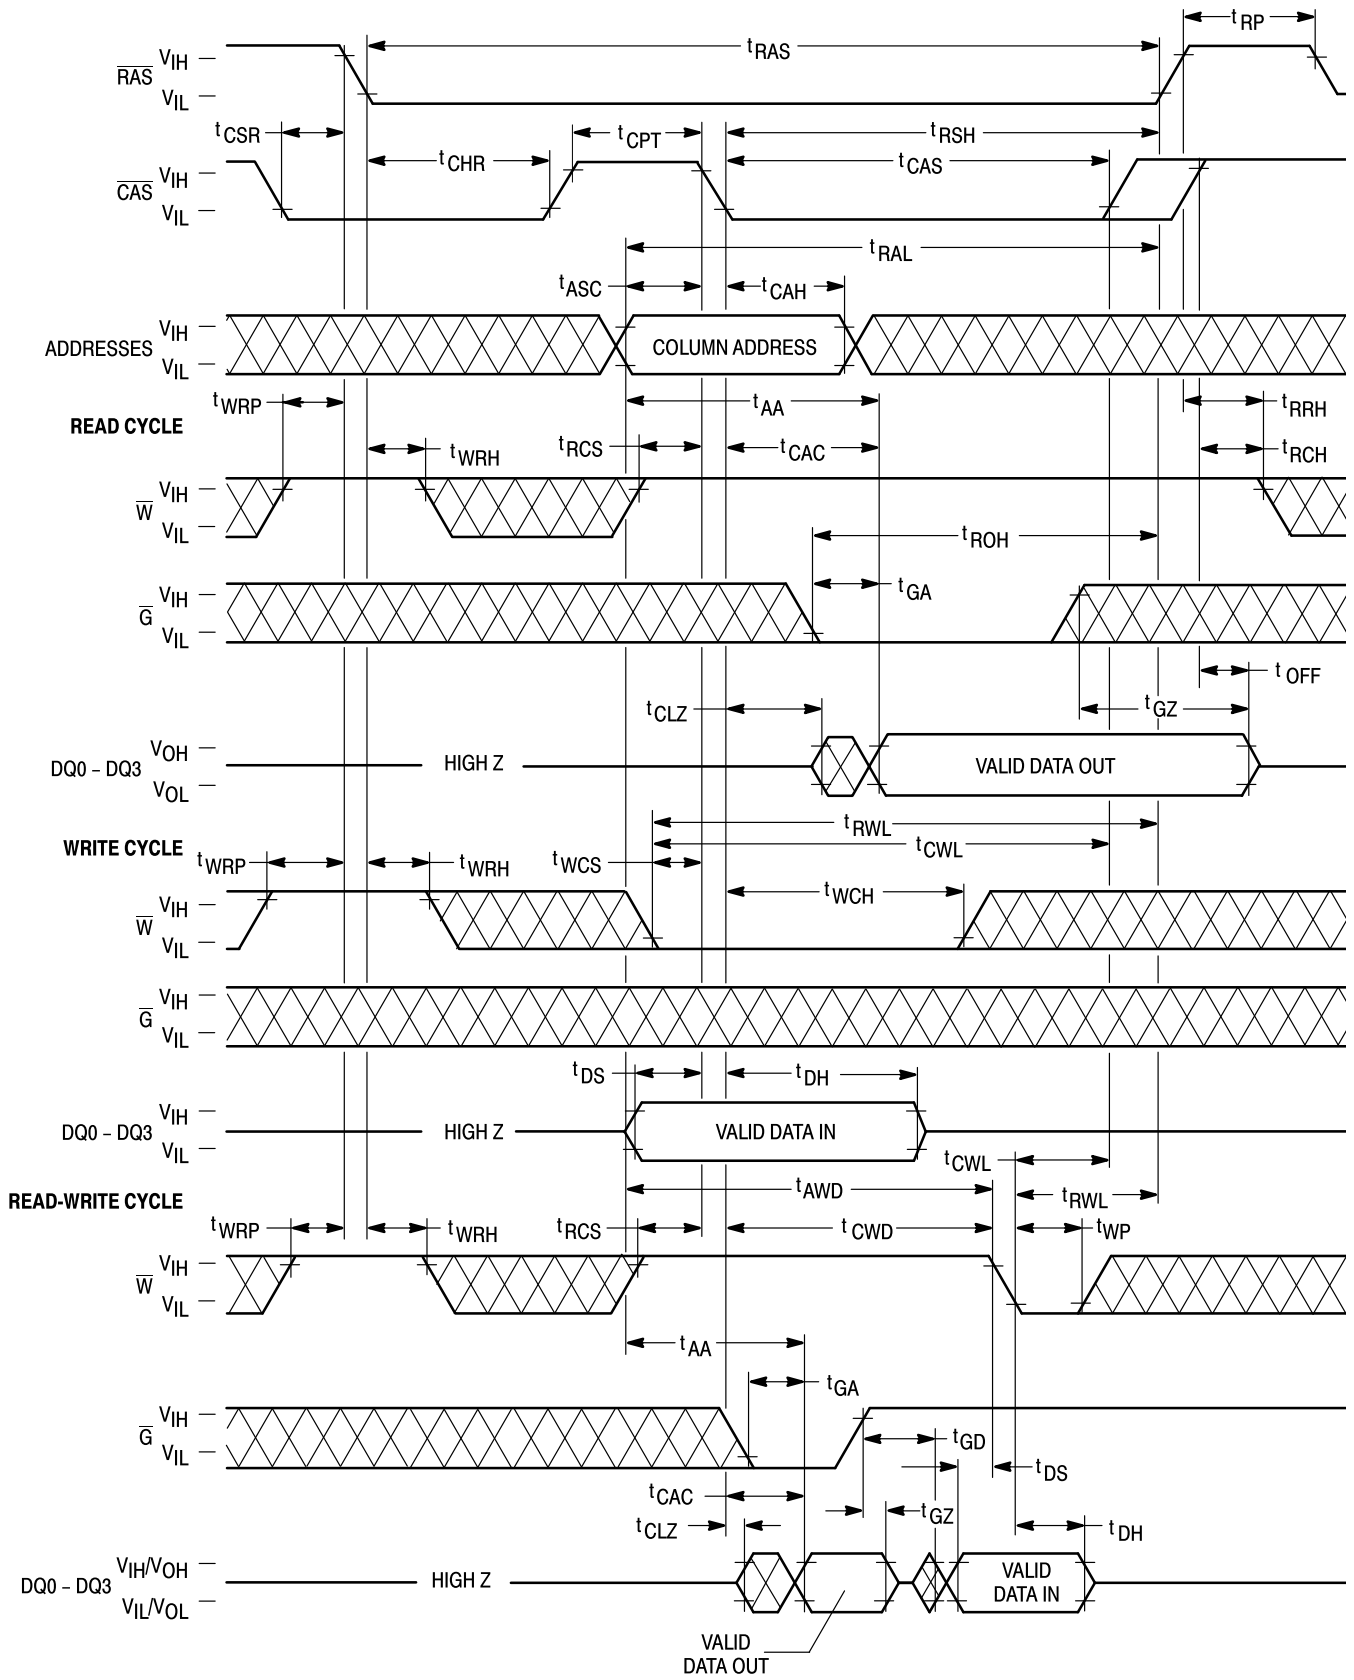 tRP
tRAS
RAS VIH
VIL
tCSR tCPT tRSH
tCHR tCAS
CAS VIH
VIL
tRAL
tASC tCAH
ADDRESSES VIH
VIL
COLUMN ADDRESS
tWRP tAA tRRH
READ CYCLE
tWRH tRCS tCAC tRCH
W VIH
VIL
tROH
tGA
G VIH
VIL
tOFF
tCLZ tGZ
DQ0 – DQ3 VOH
VOL
HIGH Z VALID DATA OUT
tRWL
WRITE CYCLE
tCWL
tWRP tWRH tWCS
tWCH
W VIH
VIL
G VIH
VIL
tDS tDH
DQ0 – DQ3 VIH
VIL
HIGH Z VALID DATA IN
tCWL
READ-WRITE CYCLE
tAWD tRWL
tWRP tWRH tRCS tCWD tWP
W VIH
VIL
tAA
tGA
G VIH
VIL
tGD
tDS
tCAC
tCLZ tGZ tDH
DQ0 – DQ3 VIH/VOH
VIL/VOL
HIGH Z
VALID
DATA IN
VALID
DATA OUT